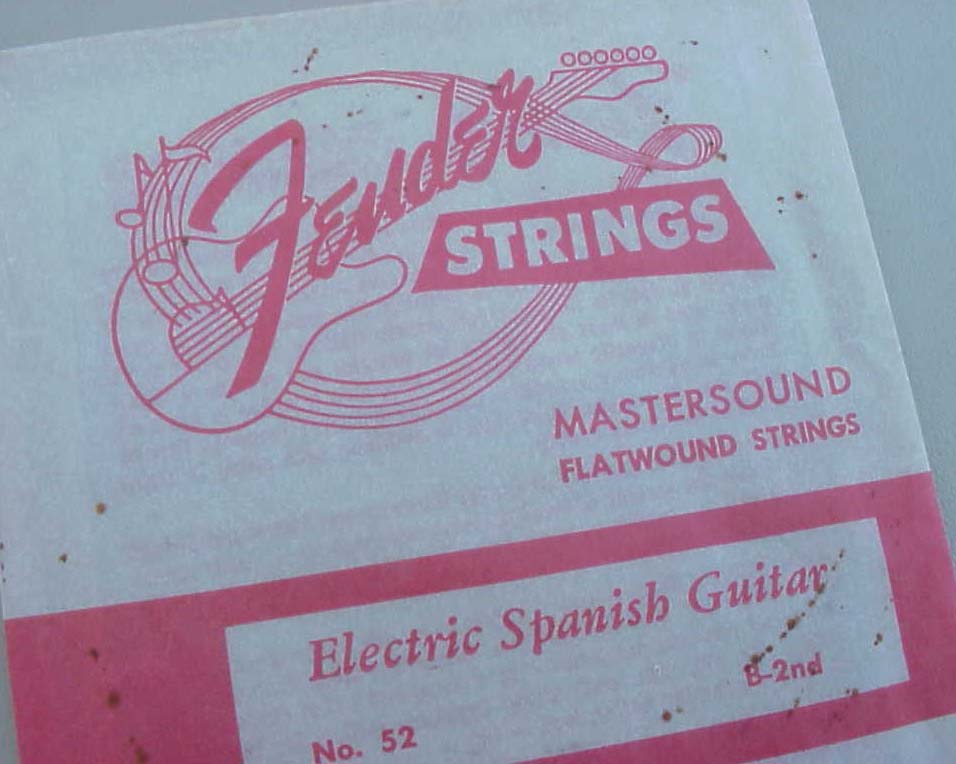 Fender
STRINGS
MASTERSOUND
FLATWOUND STRINGS
Electric Spanish Guitar
B-2nd
No. 52